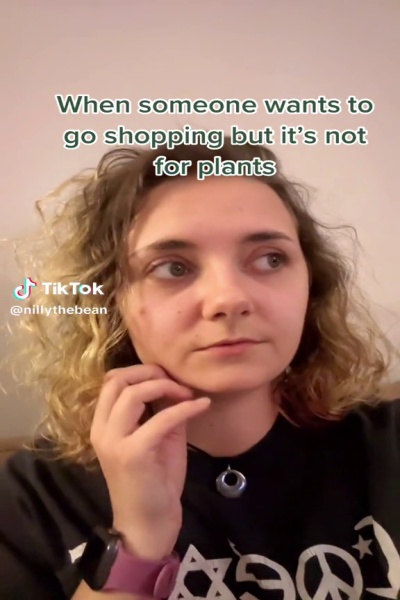 When someone wants to
go shopping but it's not
for plants
TikTok
@nillythebean